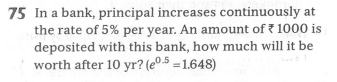 75 In a bank, principal increases continuously at
the rate of 5% per year. An amount of ₹ 1000 is
deposited with this bank, how much will it be
worth after 10 yr? (e^0.5 = 1.648)